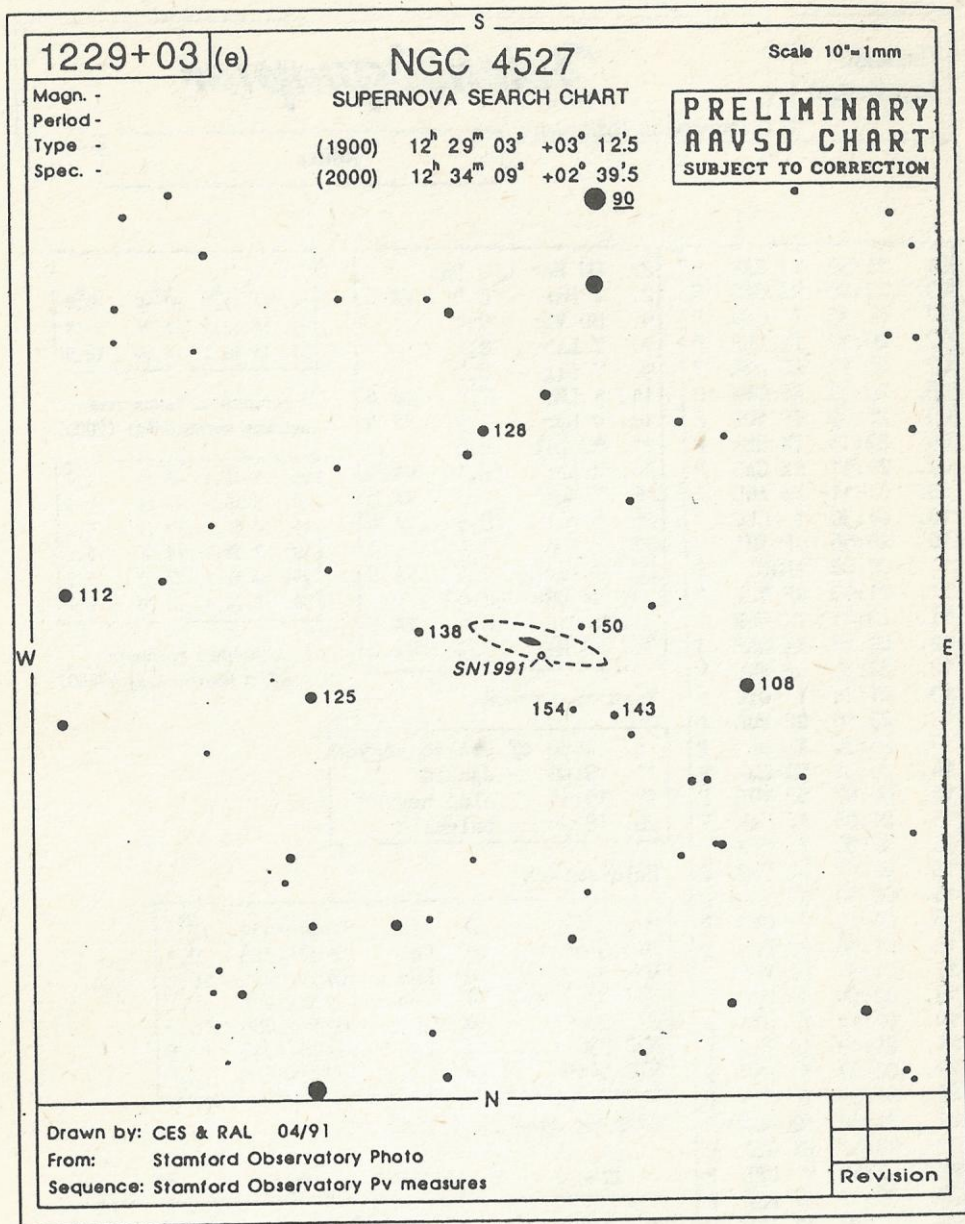 S
1229+03 (e)
NGC 4527
Scale 10"=1mm
Magn. -
Period -
Type -
Spec. -
SUPERNOVA SEARCH CHART
(1900) 12h 29m 03s +03° 12.'5
(2000) 12h 34m 09s +02° 39.'5
PRELIMINARY
AAVSO CHART
SUBJECT TO CORRECTION
90
128
112
138
150
W
SN1991
E
125
108
154
143
N
Drawn by: CES & RAL 04/91
From: Stamford Observatory Photo
Sequence: Stamford Observatory Pv measures
Revision